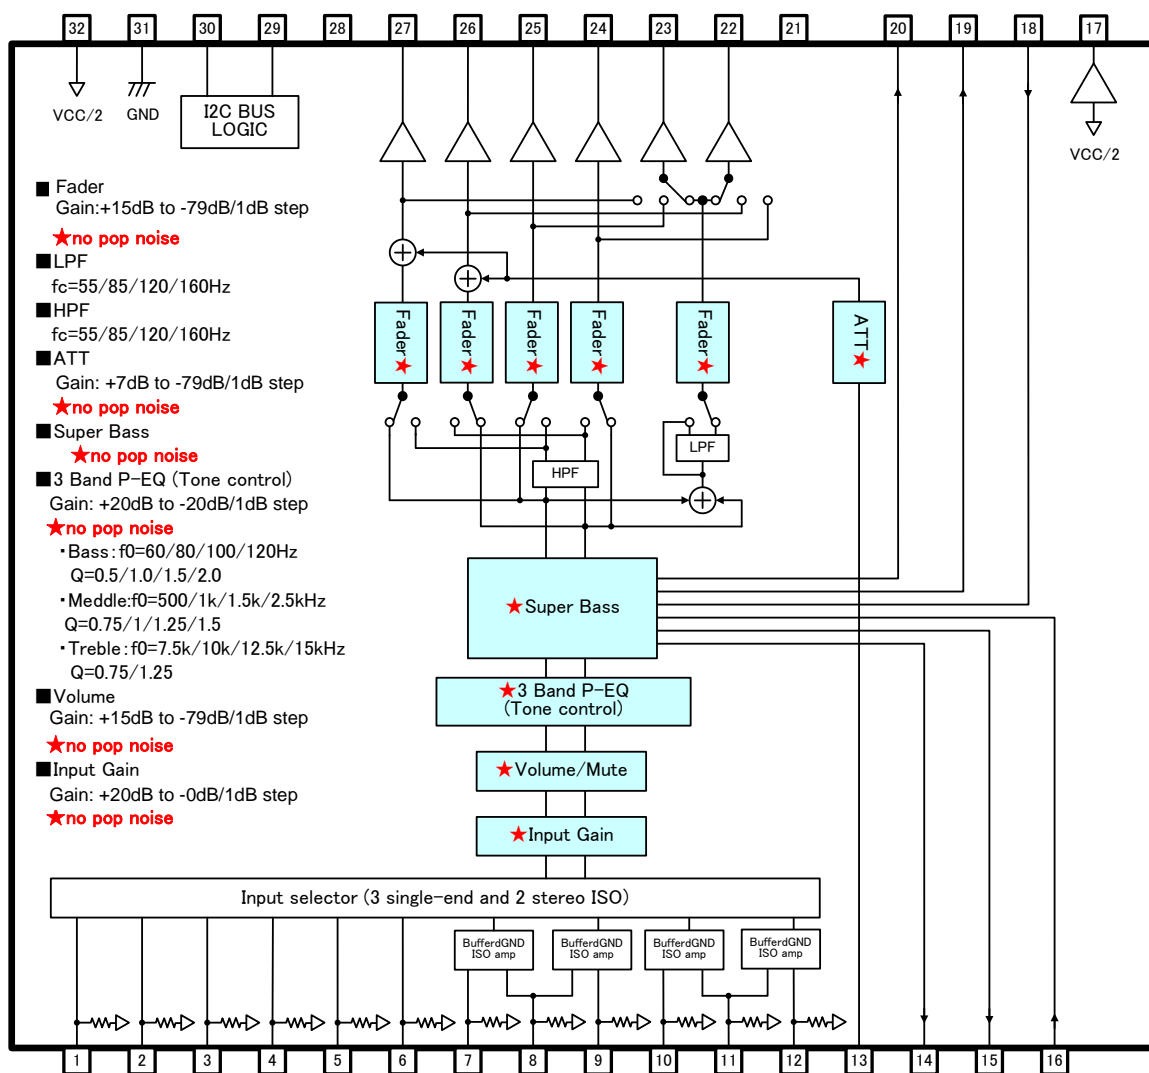 32 31 30 29 28 27 26 25 24 23 22 21 20 19 18 17
VCC/2
GND
I2C BUS
LOGIC
VCC/2
■ Fader
Gain:+15dB to -79dB/1dB step
★no pop noise
■LPF
fc=55/85/120/160Hz
■HPF
fc=55/85/120/160Hz
■ATT
Gain: +7dB to -79dB/1dB step
★no pop noise
■Super Bass
★no pop noise
■3 Band P-EQ (Tone control)
Gain: +20dB to -20dB/1dB step
★no pop noise
・Bass: f0=60/80/100/120Hz
Q=0.5/1.0/1.5/2.0
・Meddle:f0=500/1k/1.5k/2.5kHz
Q=0.75/1/1.25/1.5
・Treble: f0=7.5k/10k/12.5k/15kHz
Q=0.75/1.25
■Volume
Gain: +15dB to -79dB/1dB step
★no pop noise
■Input Gain
Gain: +20dB to -0dB/1dB step
★no pop noise
Fader★
Fader★
Fader★
Fader★
Fader★
ATT★
HPF
LPF
★Super Bass
★3 Band P-EQ
(Tone control)
★Volume/Mute
★Input Gain
Input selector (3 single-end and 2 stereo ISO)
BufferdGND
ISO amp
BufferdGND
ISO amp
BufferdGND
ISO amp
BufferdGND
ISO amp
1 2 3 4 5 6 7 8 9 10 11 12 13 14 15 16